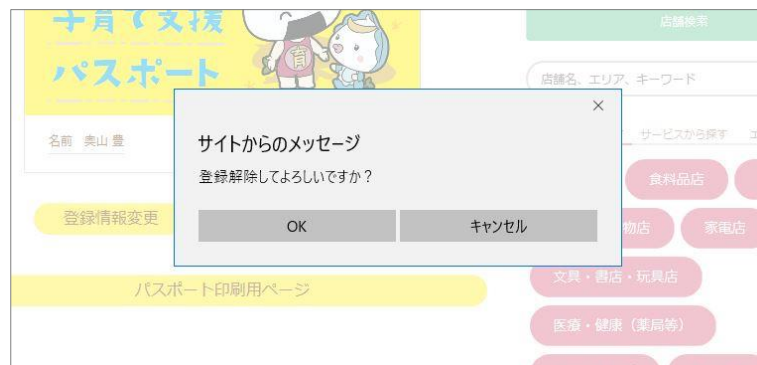 子育て支援
パスポート
育
名前 奥山 豊
登録情報変更
パスポート印刷用ページ
サイトからのメッセージ
登録解除してよろしいですか？
OK
キャンセル
店舗検索
店舗名、エリア、キーワード
サービスから探す
食料品店
物店
家電店
文具・書店・玩具店
医療・健康（薬局等）